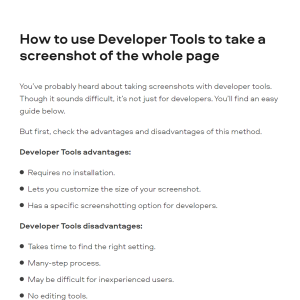 How to use Developer Tools to take a
screenshot of the whole page
You've probably heard about taking screenshots with developer tools.
Though it sounds difficult, it's not just for developers. You'll find an easy
guide below.
But first, check the advantages and disadvantages of this method.
Developer Tools advantages:
● Requires no installation.
● Lets you customize the size of your screenshot.
● Has a specific screenshotting option for developers.
Developer Tools disadvantages:
● Takes time to find the right setting.
● Many-step process.
● May be difficult for inexperienced users.
● No editing tools.